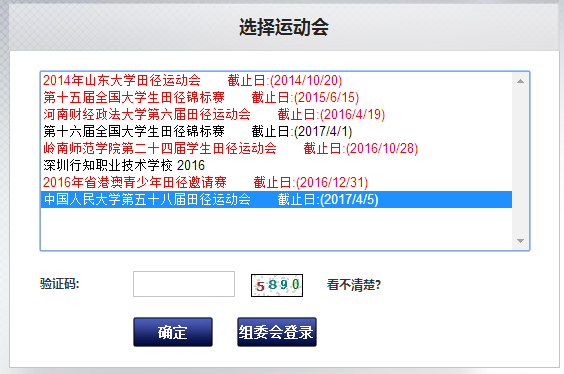 选择运动会
2014年山东大学田径运动会 截止日:(2014/10/20)
第十五届全国大学生田径锦标赛 截止日:(2015/6/15)
河南财经政法大学第六届田径运动会 截止日:(2016/4/19)
第十六届全国大学生田径锦标赛 截止日:(2017/4/1)
岭南师范学院第二十四届学生田径运动会 截止日:(2016/10/28)
深圳行知职业技术学校 2016
2016年省港澳青少年田径邀请赛 截止日:(2016/12/31)
中国人民大学第五十八届田径运动会 截止日:(2017/4/5)
验证码: 5890 看不清楚?
确定 组委会登录